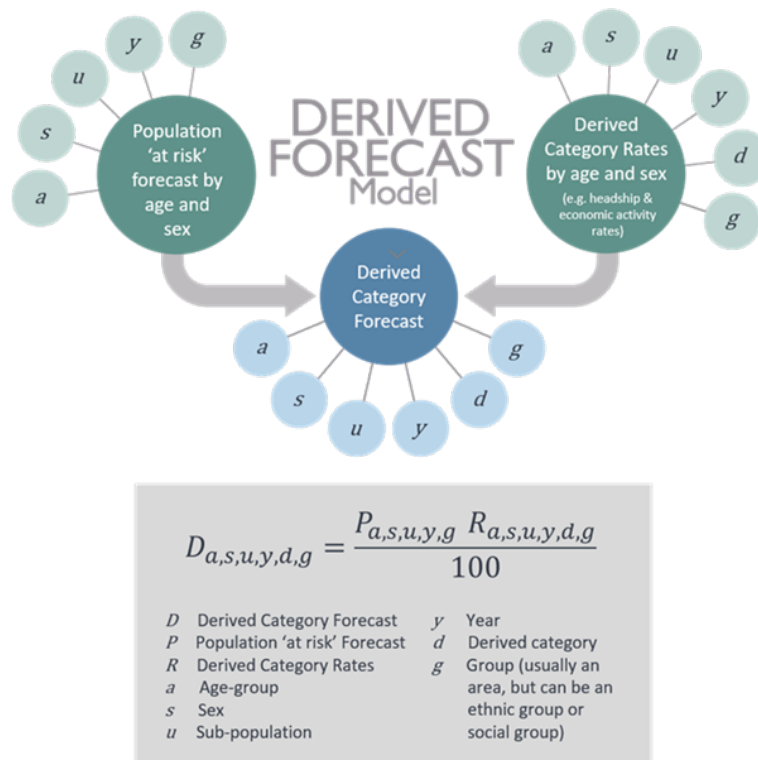 a
s
u
y
g
Population
‘at risk’
forecast by
age and
sex
DERIVED
FORECAST
Model
a
s
u
y
d
g
Derived
Category Rates
by age and sex
(e.g. headship &
economic activity
rates)
Derived
Category
Forecast
a
s
u
y
d
g
D_{a,s,u,y,d,g} = \frac{P_{a,s,u,y,g} R_{a,s,u,y,d,g}}{100}
D Derived Category Forecast
P Population ‘at risk’ Forecast
R Derived Category Rates
a Age-group
s Sex
u Sub-population
y Year
d Derived category
g Group (usually an
area, but can be an
ethnic group or
social group)